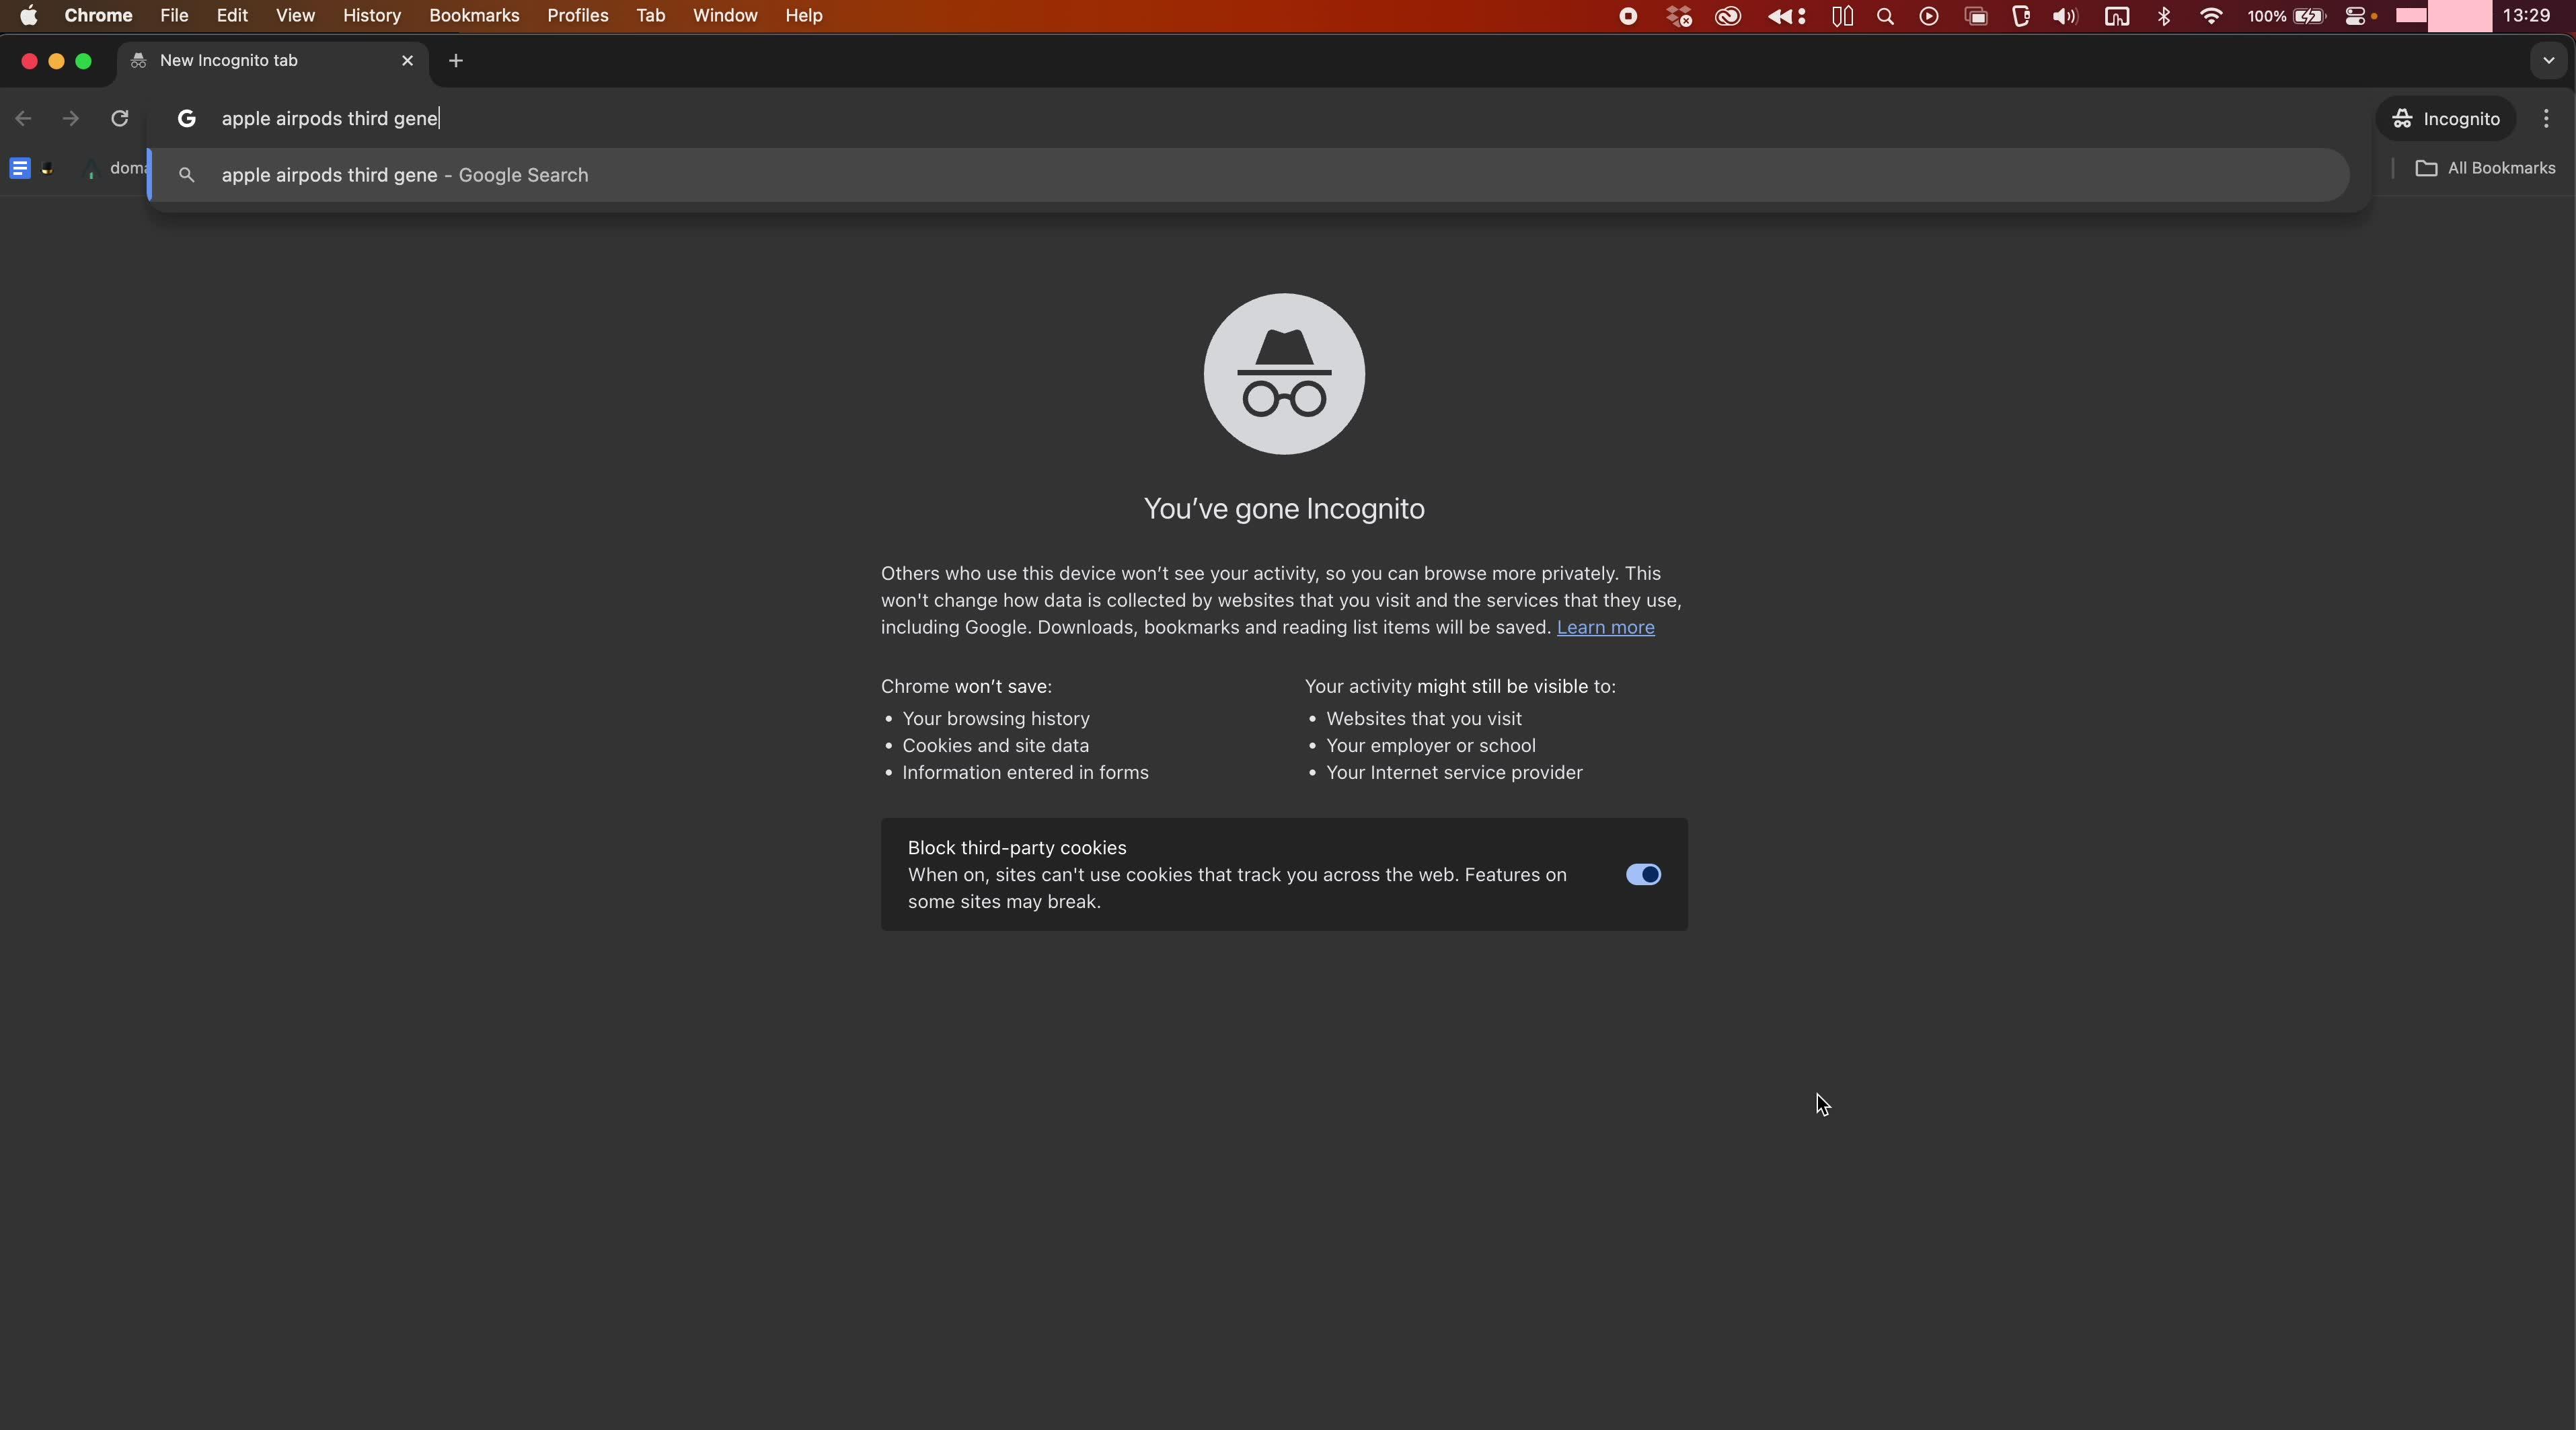 Chrome File Edit View History Bookmarks Profiles Tab Window Help 100% 13:29
New Incognito tab
apple airpods third gene Incognito
doma apple airpods third gene - Google Search All Bookmarks
You've gone Incognito
Others who use this device won't see your activity, so you can browse more privately. This
won't change how data is collected by websites that you visit and the services that they use,
including Google. Downloads, bookmarks and reading list items will be saved. Learn more
Chrome won't save:
• Your browsing history
• Cookies and site data
• Information entered in forms
Your activity might still be visible to:
• Websites that you visit
• Your employer or school
• Your Internet service provider
Block third-party cookies
When on, sites can't use cookies that track you across the web. Features on
some sites may break.